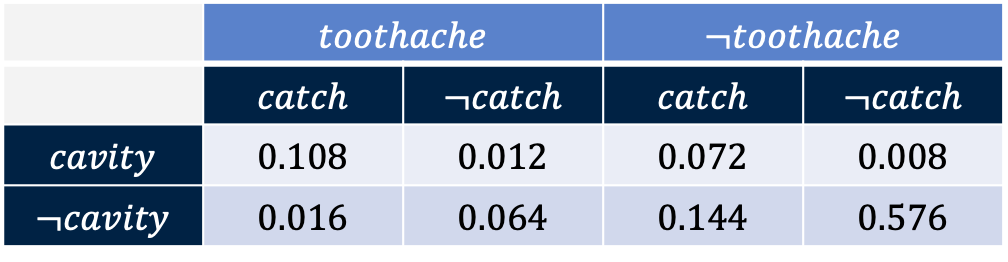 toothache ¬toothache
catch ¬catch catch ¬catch
cavity 0.108 0.012 0.072 0.008
¬cavity 0.016 0.064 0.144 0.576